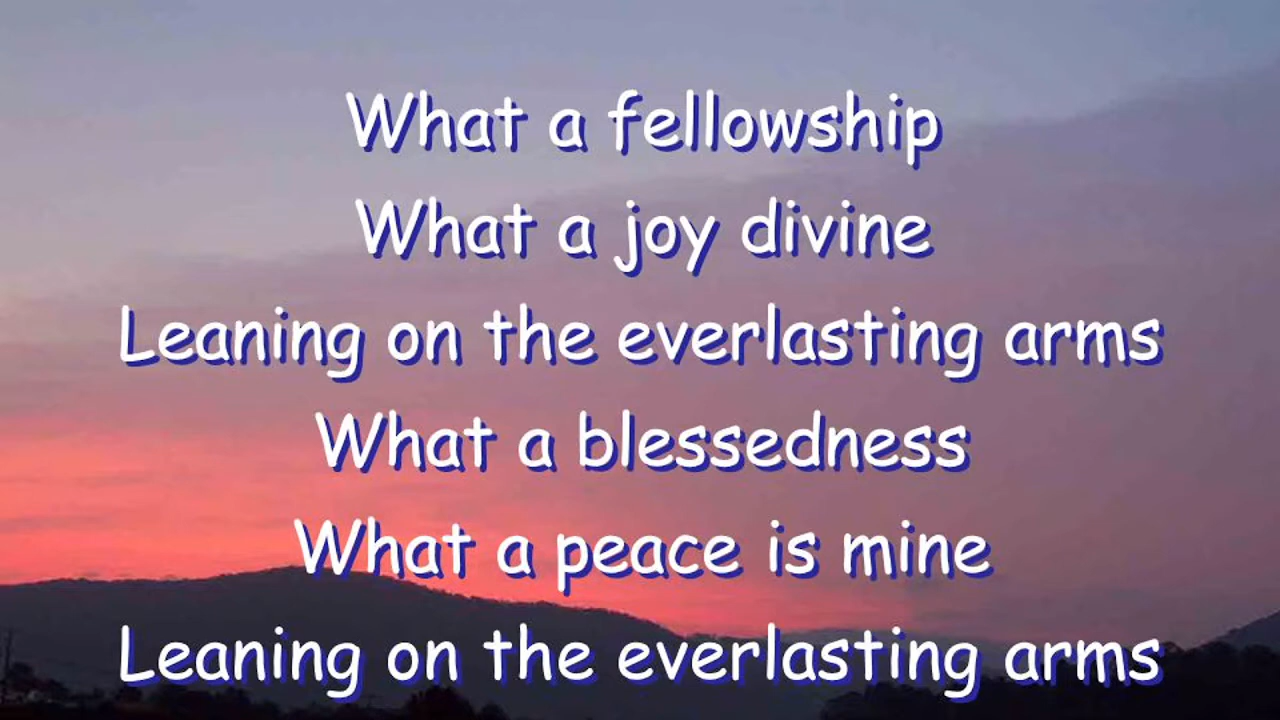 What a fellowship
What a joy divine
Leaning on the everlasting arms
What a blessedness
What a peace is mine
Leaning on the everlasting arms